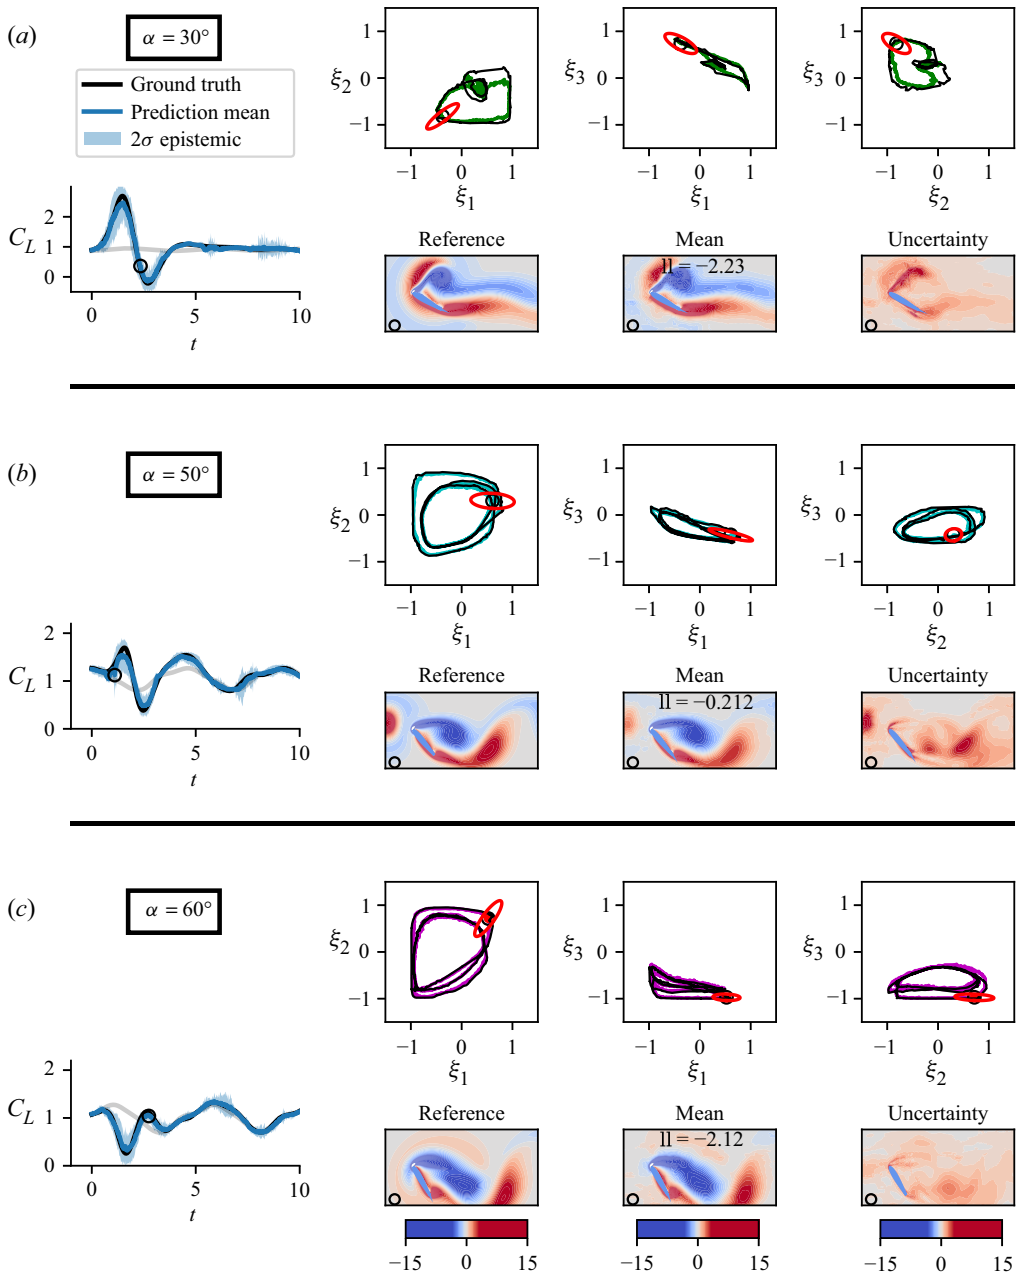 (a)
α = 30°
Ground truth
Prediction mean
2σ epistemic
C_L
2
1
0
0 5 10
t
ξ₂
1
0
−1
−1 0 1
ξ₁
ξ₃
1
0
−1
−1 0 1
ξ₁
ξ₃
1
0
−1
−1 0 1
ξ₂
Reference Mean Uncertainty
ll = −2.23
(b)
α = 50°
C_L
2
1
0
0 5 10
t
ξ₂
1
0
−1
−1 0 1
ξ₁
ξ₃
1
0
−1
−1 0 1
ξ₁
ξ₃
1
0
−1
−1 0 1
ξ₂
Reference Mean Uncertainty
ll = −0.212
(c)
α = 60°
C_L
2
1
0
0 5 10
t
ξ₂
1
0
−1
−1 0 1
ξ₁
ξ₃
1
0
−1
−1 0 1
ξ₁
ξ₃
1
0
−1
−1 0 1
ξ₂
Reference Mean Uncertainty
ll = −2.12
−15 0 15
−15 0 15
−15 0 15